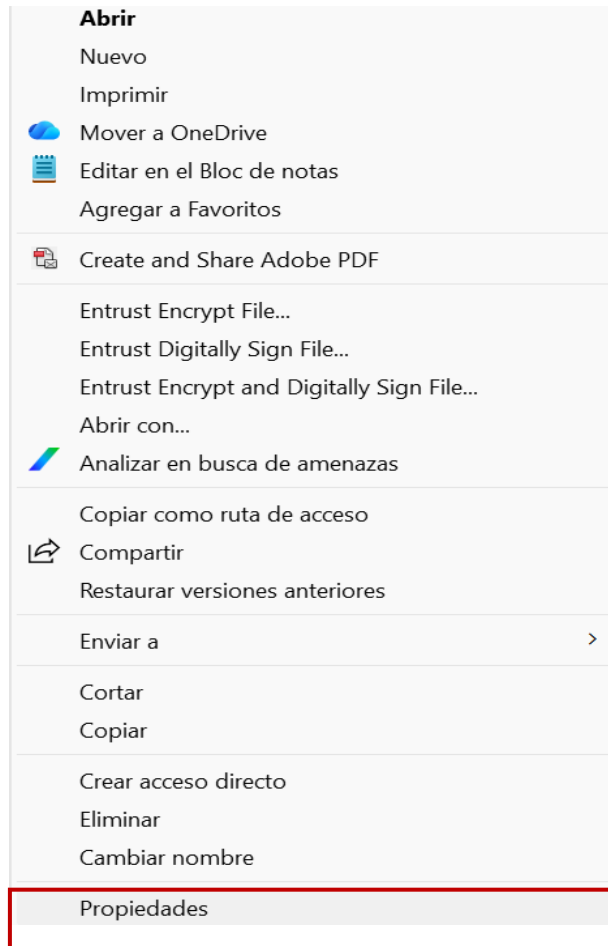 Abrir
Nuevo
Imprimir
Mover a OneDrive
Editar en el Bloc de notas
Agregar a Favoritos
Create and Share Adobe PDF
Entrust Encrypt File...
Entrust Digitally Sign File...
Entrust Encrypt and Digitally Sign File...
Abrir con...
Analizar en busca de amenazas
Copiar como ruta de acceso
Compartir
Restaurar versiones anteriores
Enviar a
Cortar
Copiar
Crear acceso directo
Eliminar
Cambiar nombre
Propiedades